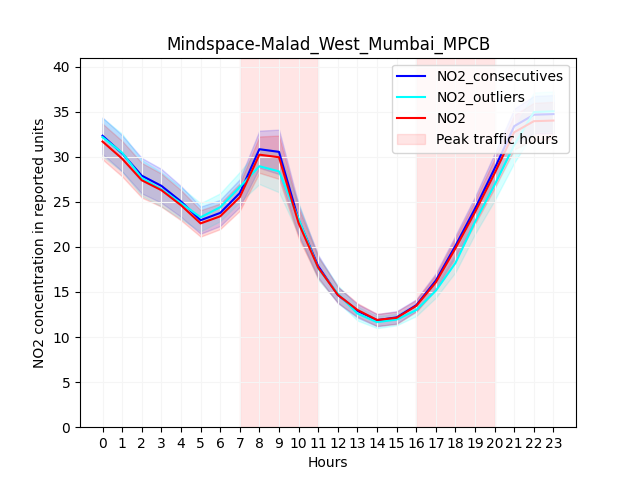 Mindspace-Malad_West_Mumbai_MPCB
NO2_consecutives
NO2_outliers
NO2
Peak traffic hours
NO2 concentration in reported units
40
35
30
25
20
15
10
5
0
0 1 2 3 4 5 6 7 8 9 10 11 12 13 14 15 16 17 18 19 20 21 22 23
Hours